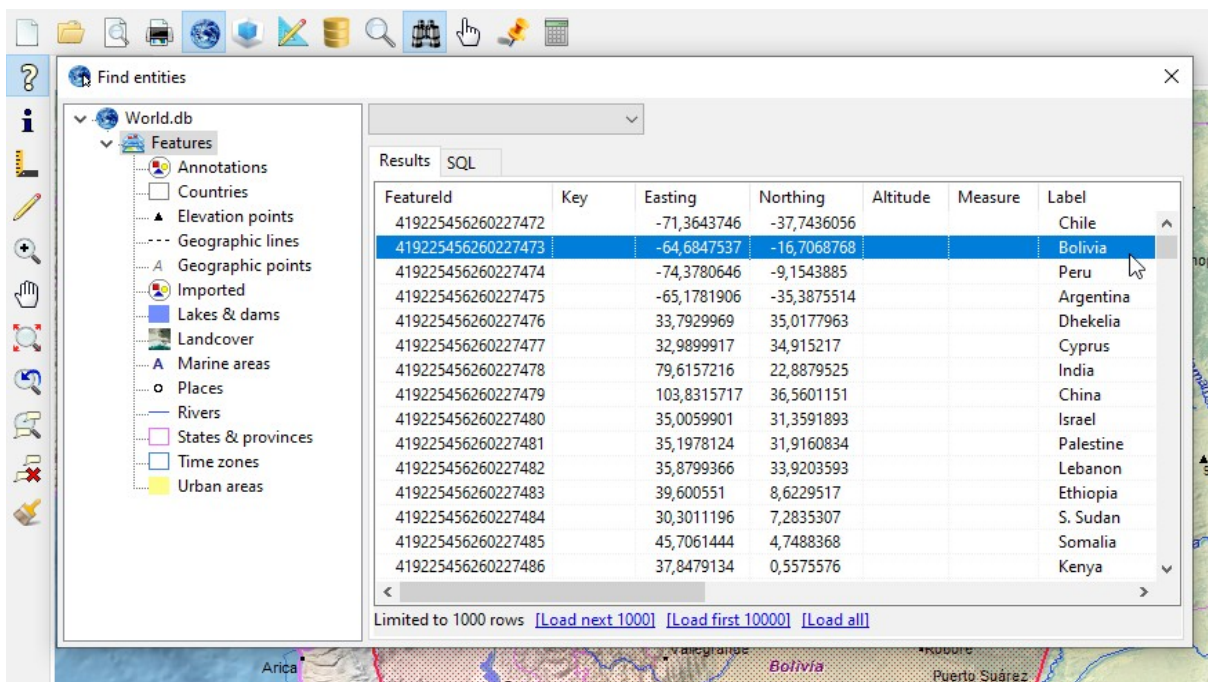 Find entities
World.db
Features
Annotations
Countries
Elevation points
Geographic lines
A Geographic points
Imported
Lakes & dams
Landcover
A Marine areas
Places
Rivers
States & provinces
Time zones
Urban areas
Results SQL
FeatureId Key Easting Northing Altitude Measure Label
419225456260227472 -71,3643746 -37,7436056 Chile
419225456260227473 -64,6847537 -16,7068768 Bolivia
419225456260227474 -74,3780646 -9,1543885 Peru
419225456260227475 -65,1781906 -35,3875514 Argentina
419225456260227476 33,7929969 35,0177963 Dhekelia
419225456260227477 32,9899917 34,915217 Cyprus
419225456260227478 79,6157216 22,8879525 India
419225456260227479 103,8315717 36,5601151 China
419225456260227480 35,0059901 31,3591893 Israel
419225456260227481 35,1978124 31,9160834 Palestine
419225456260227482 35,8799366 33,9203593 Lebanon
419225456260227483 39,600551 8,6229517 Ethiopia
419225456260227484 30,3011196 7,2835307 S. Sudan
419225456260227485 45,7061444 4,7488368 Somalia
419225456260227486 37,8479134 0,5575576 Kenya
Limited to 1000 rows [Load next 1000] [Load first 10000] [Load all]
Arica
Bolivia
Puerto Suárez